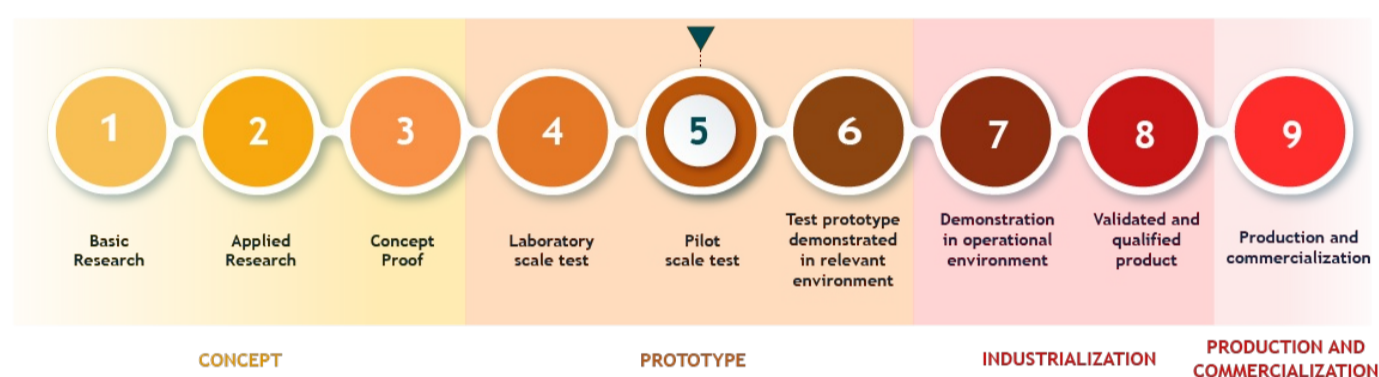 1
2
3
4
5
6
7
8
9
Basic
Research
Applied
Research
Concept
Proof
Laboratory
scale test
Pilot
scale test
Test prototype
demonstrated
in relevant
environment
Demonstration
in operational
environment
Validated and
qualified
product
Production and
commercialization
CONCEPT
PROTOTYPE
INDUSTRIALIZATION
PRODUCTION AND
COMMERCIALIZATION